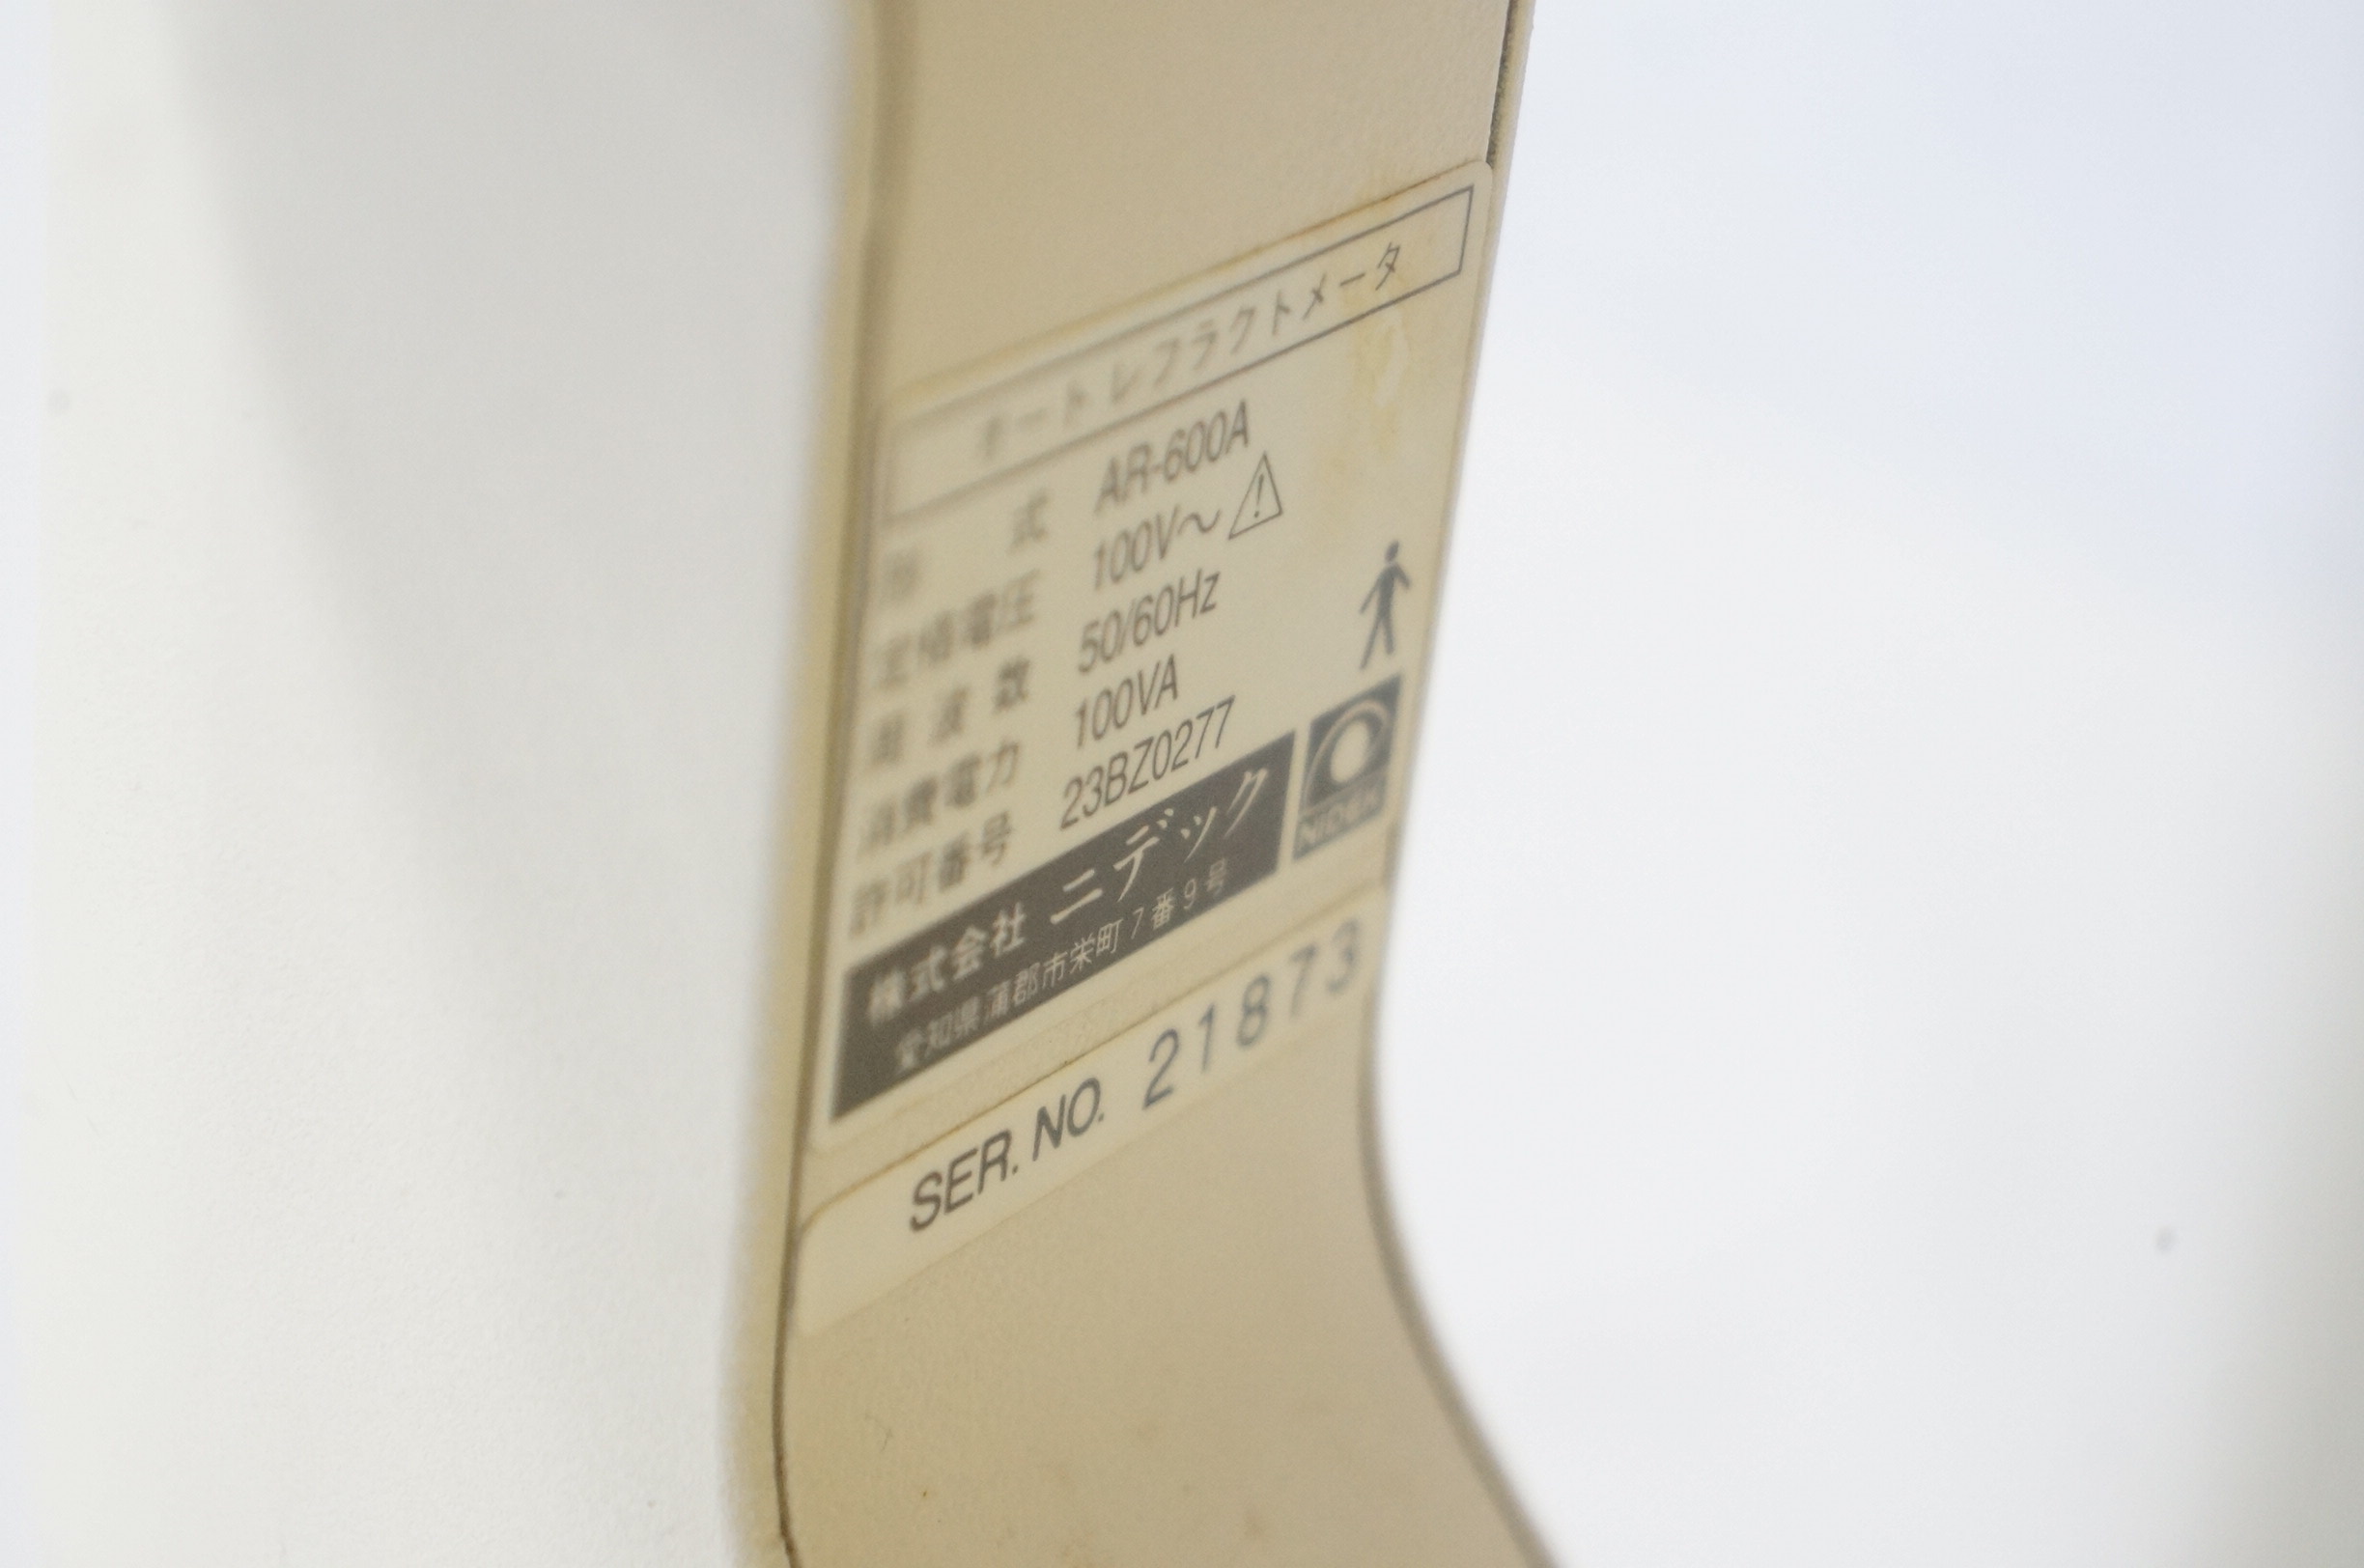 オートレフラクトメータ
形 式 AR-600A
定格電圧 100V～
周波数 50/60Hz
消費電力 100VA
許可番号 23BZ0277
株式会社 ニデック
愛知県蒲郡市栄町7番9号
NIDEK
SER. NO. 21873